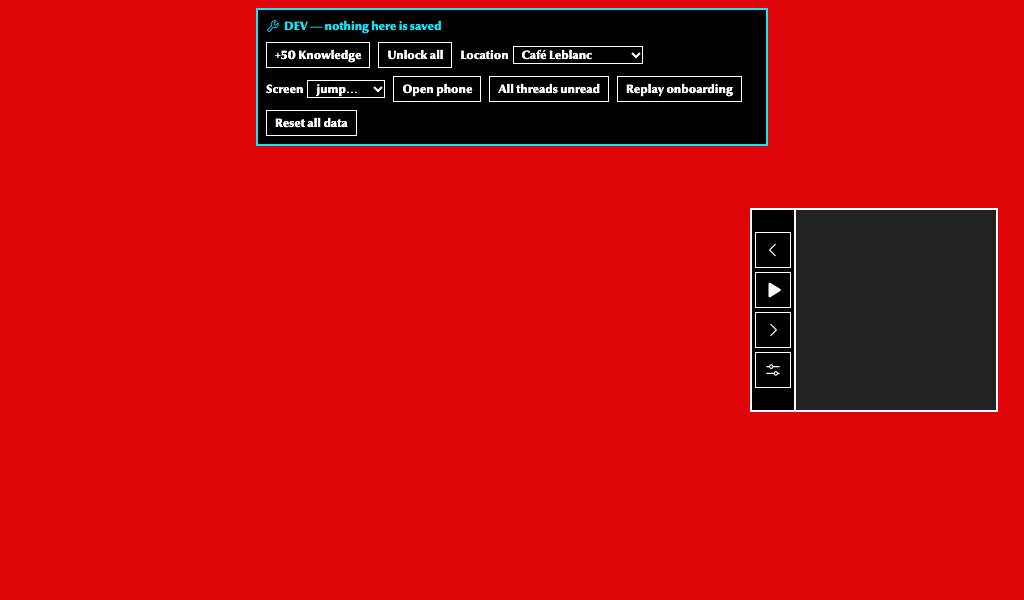 DEV — nothing here is saved
+50 Knowledge Unlock all Location Café Leblanc
Screen jump... Open phone All threads unread Replay onboarding
Reset all data